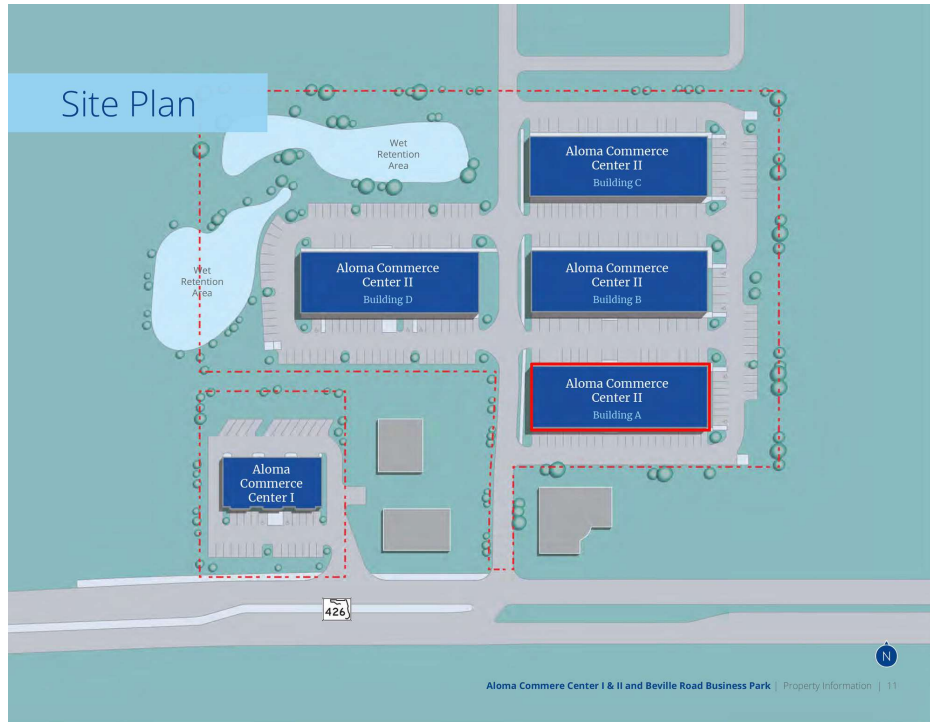 Site Plan
Wet
Retention
Area
Aloma Commerce
Center II
Building C
Wet
Retention
Area
Aloma Commerce
Center II
Building D
Aloma Commerce
Center II
Building B
Aloma Commerce
Center II
Building A
Aloma
Commerce
Center I
426
N
Aloma Commere Center I & II and Beville Road Business Park | Property Information | 11